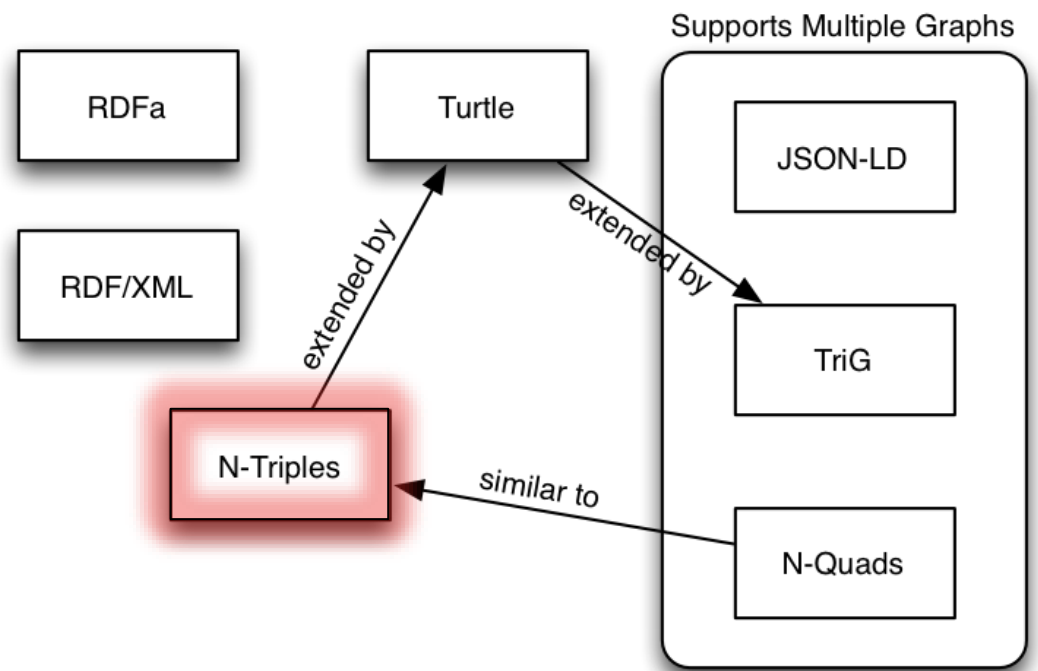 Supports Multiple Graphs
RDFa
Turtle
JSON-LD
extended by
extended by
RDF/XML
TriG
N-Triples
similar to
N-Quads